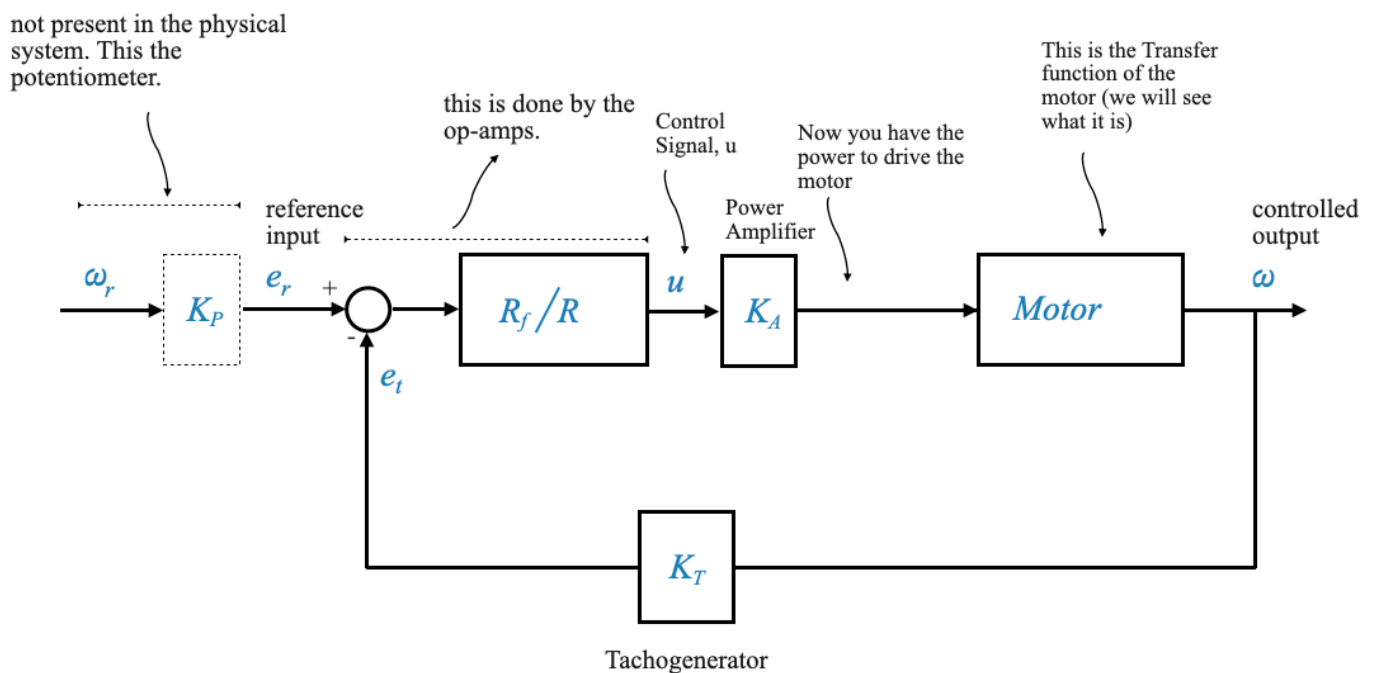 not present in the physical
system. This the
potentiometer.
this is done by the
op-amps.
Control
Signal, u
Now you have the
power to drive the
motor
This is the Transfer
function of the
motor (we will see
what it is)
reference
input
Power
Amplifier
controlled
output
ω_r
K_P
e_r
+
-
R_f/R
u
K_A
Motor
ω
e_t
K_T
Tachogenerator